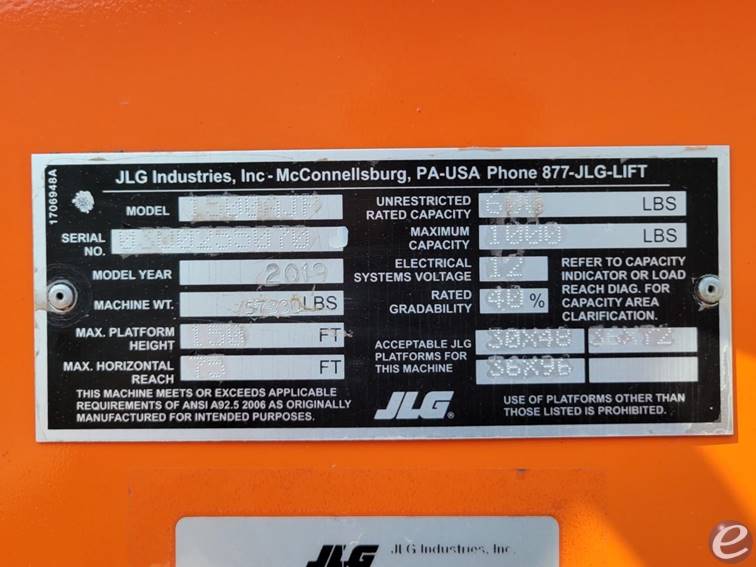 1706948A
JLG Industries, Inc - McConnellsburg, PA-USA Phone 877-JLG-LIFT
MODEL
SERIAL NO.
MODEL YEAR 2019
MACHINE WT. LBS
MAX. PLATFORM HEIGHT FT
MAX. HORIZONTAL REACH FT
THIS MACHINE MEETS OR EXCEEDS APPLICABLE
REQUIREMENTS OF ANSI A92.5 2006 AS ORIGINALLY
MANUFACTURED FOR INTENDED PURPOSES.
UNRESTRICTED
RATED CAPACITY LBS
MAXIMUM
CAPACITY 1000 LBS
ELECTRICAL
SYSTEMS VOLTAGE 12
RATED
GRADABILITY 40 %
REFER TO CAPACITY
INDICATOR OR LOAD
REACH DIAG. FOR
CAPACITY AREA
CLARIFICATION.
ACCEPTABLE JLG
PLATFORMS FOR
THIS MACHINE
30X48 36X72
36X96
JLG®
USE OF PLATFORMS OTHER THAN
THOSE LISTED IS PROHIBITED.
JLG JLG Industries, Inc.
e